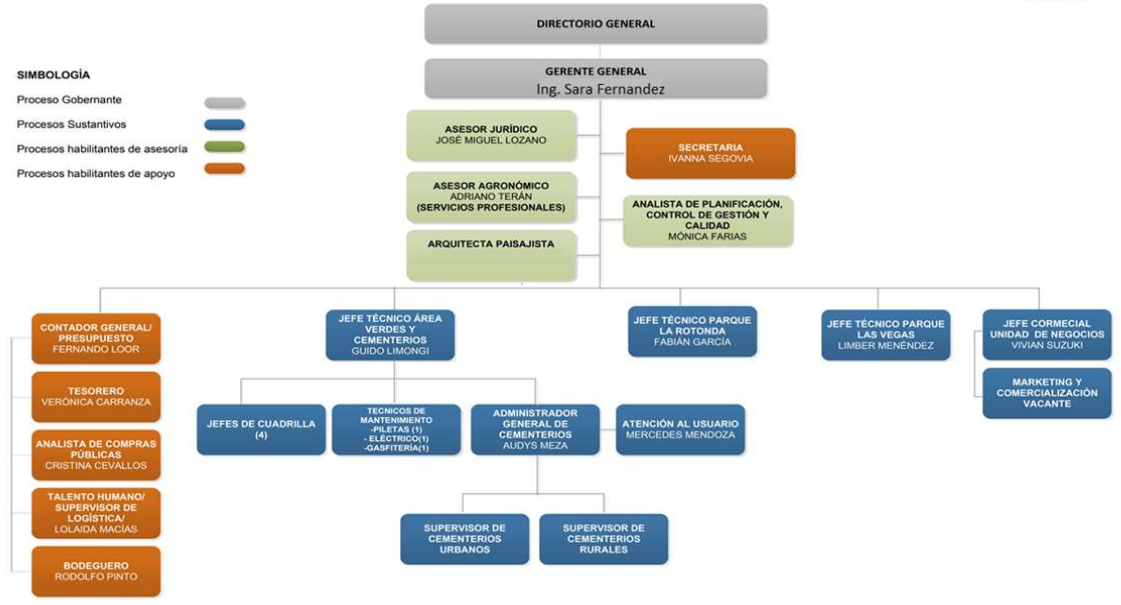 DIRECTORIO GENERAL
GERENTE GENERAL
Ing. Sara Fernandez
SIMBOLOGÍA
Proceso Gobernante
Procesos Sustantivos
Procesos habilitantes de asesoría
Procesos habilitantes de apoyo
ASESOR JURÍDICO
JOSÉ MIGUEL LOZANO
SECRETARIA
IVANNA SEGOVIA
ASESOR AGRONÓMICO
ADRIANO TERÁN
(SERVICIOS PROFESIONALES)
ANALISTA DE PLANIFICACIÓN,
CONTROL DE GESTIÓN Y
CALIDAD
MÓNICA FARIAS
ARQUITECTA PAISAJISTA
CONTADOR GENERAL/
PRESUPUESTO
FERNANDO LOOR
TESORERO
VERÓNICA CARRANZA
ANALISTA DE COMPRAS
PÚBLICAS
CRISTINA CEVALLOS
TALENTO HUMANO/
SUPERVISOR DE
LOGÍSTICA/
LOLAIDA MACÍAS
BODEGUERO
RODOLFO PINTO
JEFE TÉCNICO ÁREA
VERDES Y
CEMENTERIOS
GUIDO LIMONGI
JEFES DE CUADRILLA
(4)
TECNICOS DE
MANTENIMIENTO
-PILETAS (1)
- ELÉCTRICO(1)
-GASFITERÍA(1)
ADMINISTRADOR
GENERAL DE
CEMENTERIOS
AUDYS MEZA
ATENCIÓN AL USUARIO
MERCEDES MENDOZA
SUPERVISOR DE
CEMENTERIOS
URBANOS
SUPERVISOR DE
CEMENTERIOS
RURALES
JEFE TÉCNICO PARQUE
LA ROTONDA
FABIÁN GARCÍA
JEFE TÉCNICO PARQUE
LAS VEGAS
LIMBER MENÉNDEZ
JEFE CORMECIAL
UNIDAD DE NEGOCIOS
VIVIAN SUZUKI
MARKETING Y
COMERCIALIZACIÓN
VACANTE